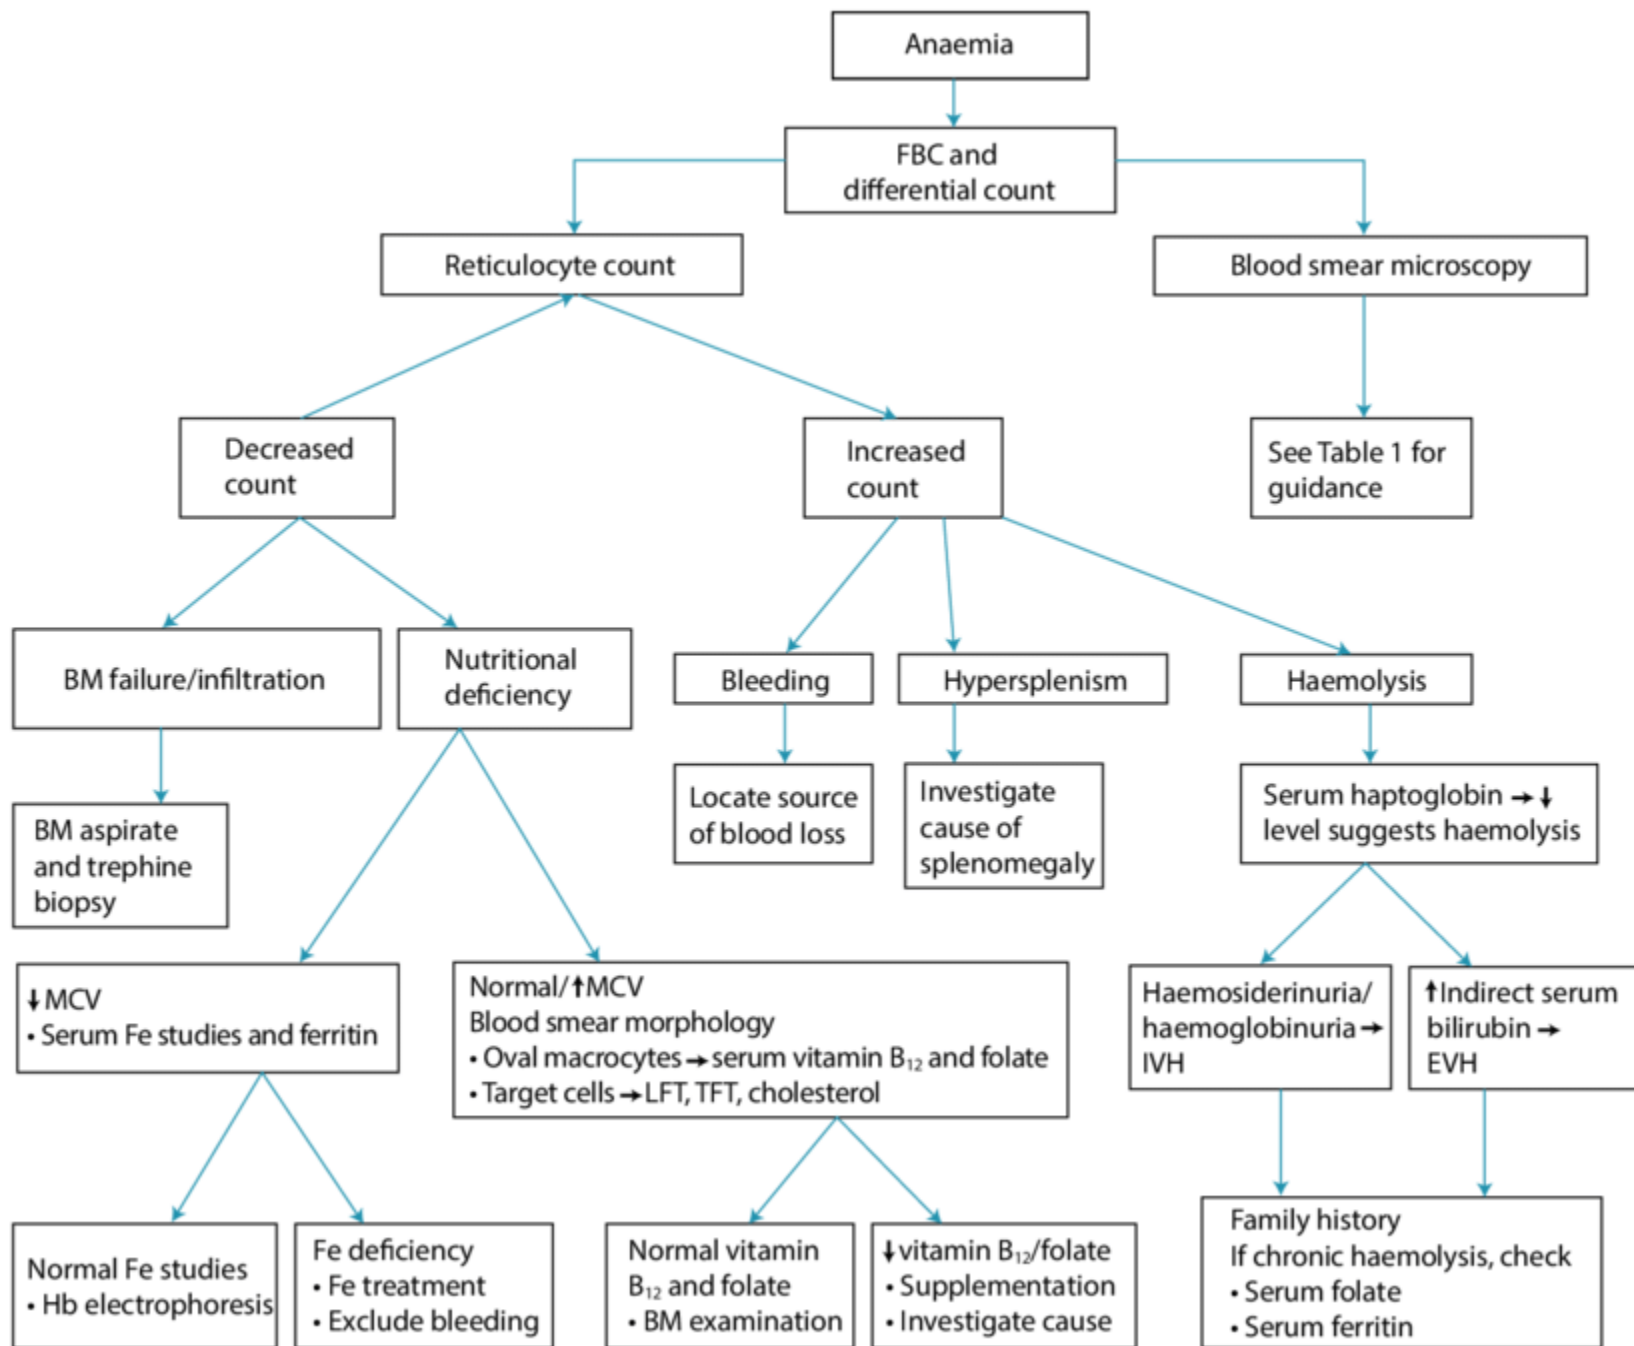 Anaemia
FBC and
differential count
Reticulocyte count
Blood smear microscopy
Decreased
count
Increased
count
See Table 1 for
guidance
BM failure/infiltration
Nutritional
deficiency
Bleeding
Hypersplenism
Haemolysis
BM aspirate
and trephine
biopsy
Locate source
of blood loss
Investigate
cause of
splenomegaly
Serum haptoglobin → ↓
level suggests haemolysis
↓ MCV
• Serum Fe studies and ferritin
Normal/↑MCV
Blood smear morphology
• Oval macrocytes → serum vitamin B₁₂ and folate
• Target cells → LFT, TFT, cholesterol
Haemosiderinuria/
haemoglobinuria →
IVH
↑Indirect serum
bilirubin →
EVH
Normal Fe studies
• Hb electrophoresis
Fe deficiency
• Fe treatment
• Exclude bleeding
Normal vitamin
B₁₂ and folate
• BM examination
↓vitamin B₁₂/folate
• Supplementation
• Investigate cause
Family history
If chronic haemolysis, check
• Serum folate
• Serum ferritin